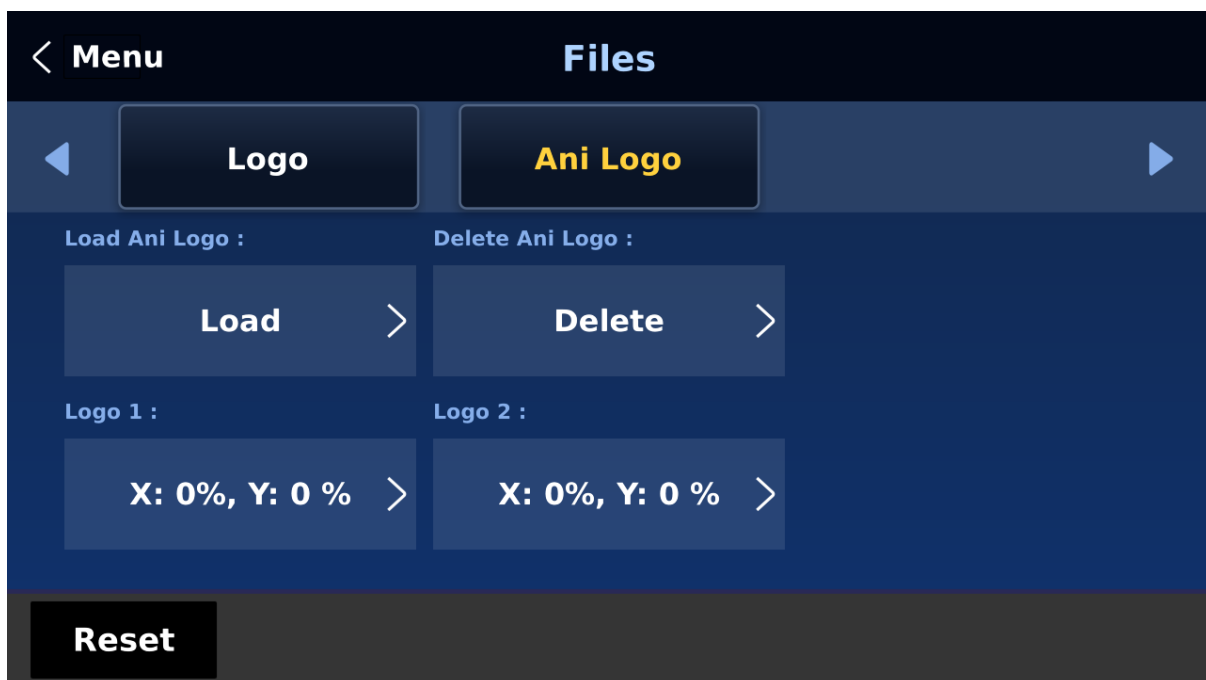 Menu
Files
Logo
Ani Logo
Load Ani Logo :
Delete Ani Logo :
Load
Delete
Logo 1 :
Logo 2 :
X: 0%, Y: 0 %
X: 0%, Y: 0 %
Reset